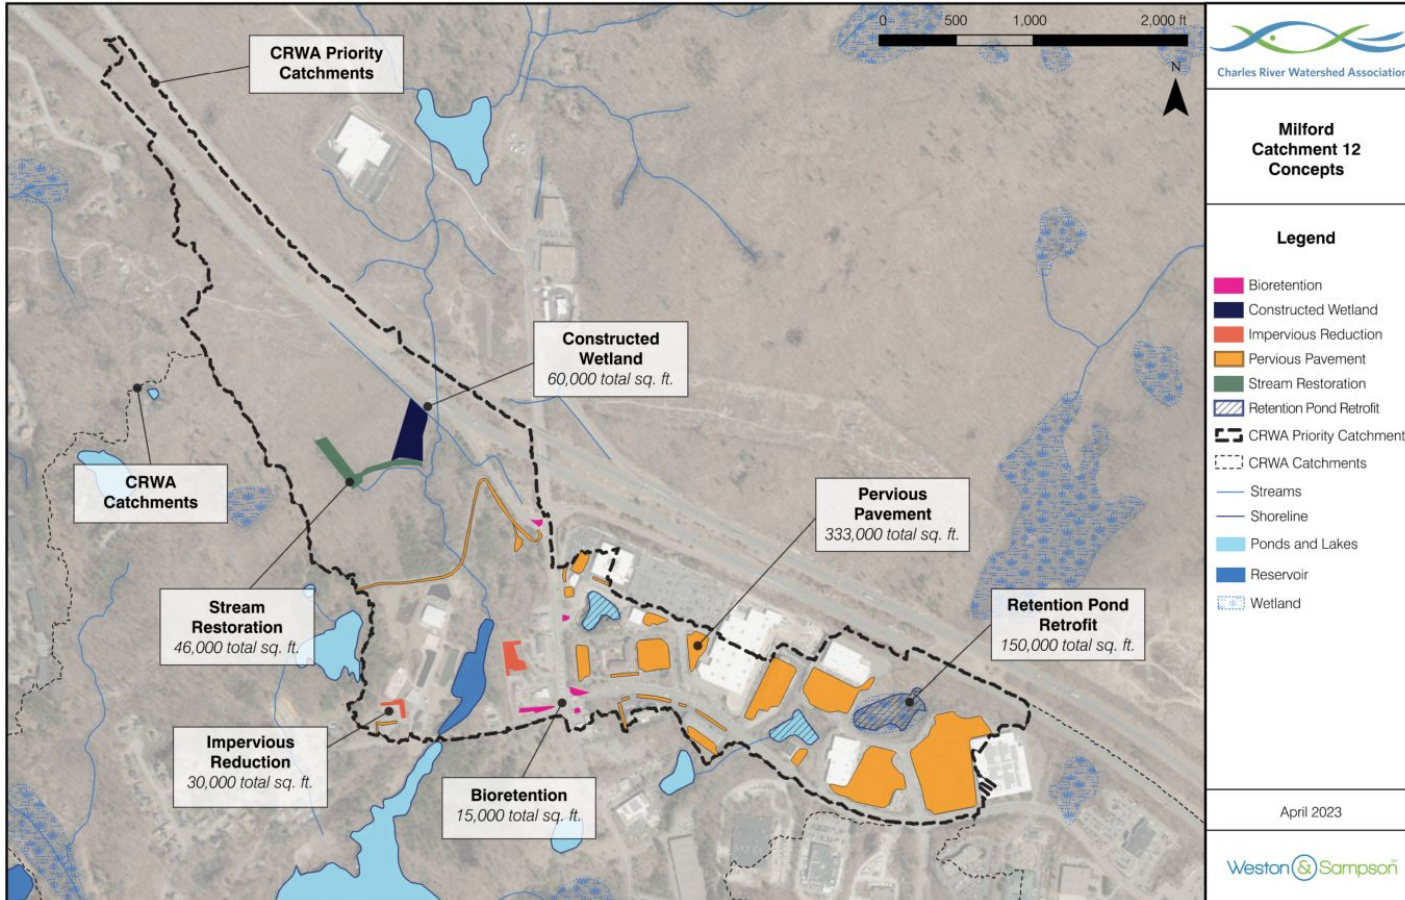 CRWA Priority
Catchments
0 500 1,000 2,000 ft
N
Constructed
Wetland
60,000 total sq. ft.
CRWA
Catchments
Pervious
Pavement
333,000 total sq. ft.
Stream
Restoration
46,000 total sq. ft.
Retention Pond
Retrofit
150,000 total sq. ft.
Impervious
Reduction
30,000 total sq. ft.
Bioretention
15,000 total sq. ft.
Charles River Watershed Association
Milford
Catchment 12
Concepts
Legend
Bioretention
Constructed Wetland
Impervious Reduction
Pervious Pavement
Stream Restoration
Retention Pond Retrofit
CRWA Priority Catchment
CRWA Catchments
Streams
Shoreline
Ponds and Lakes
Reservoir
Wetland
April 2023
Weston & Sampson